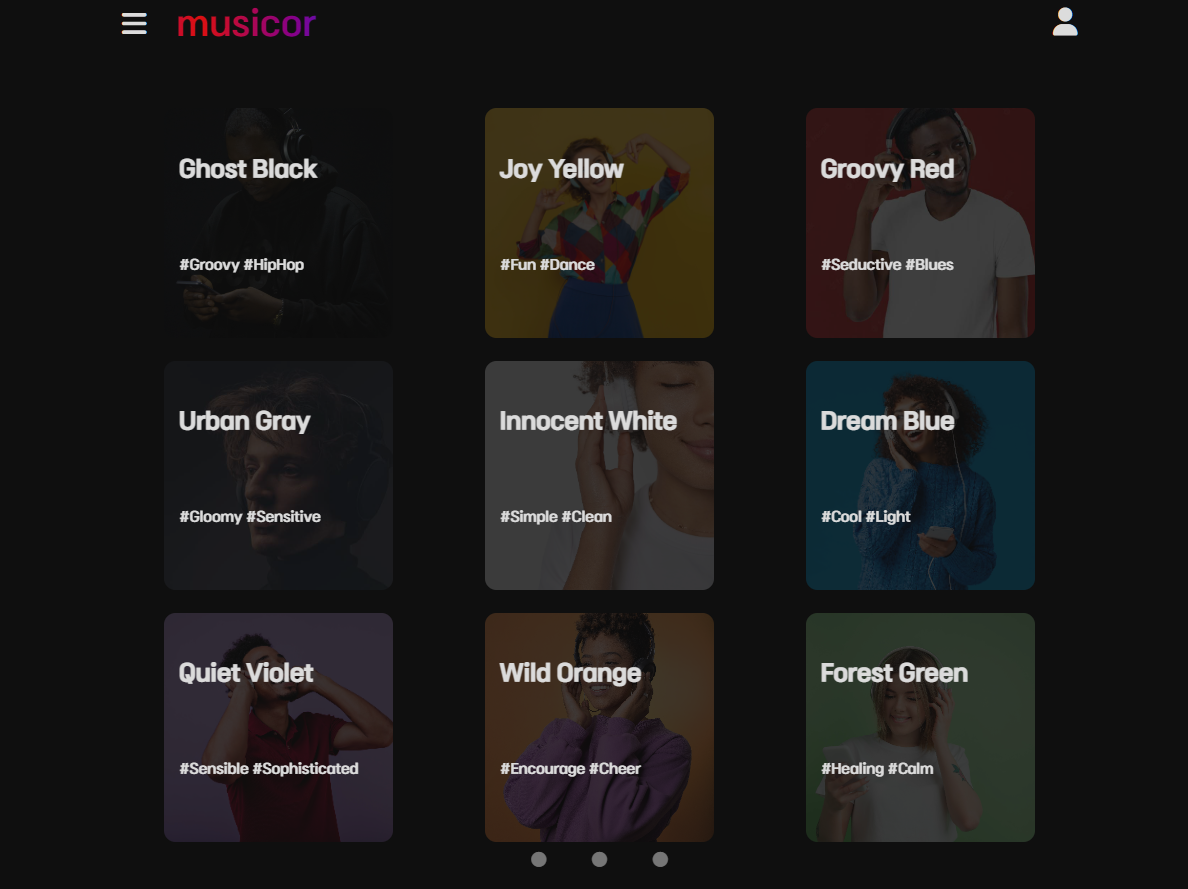 musicor
Ghost Black
#Groovy #HipHop
Joy Yellow
#Fun #Dance
Groovy Red
#Seductive #Blues
Urban Gray
#Gloomy #Sensitive
Innocent White
#Simple #Clean
Dream Blue
#Cool #Light
Quiet Violet
#Sensible #Sophisticated
Wild Orange
#Encourage #Cheer
Forest Green
#Healing #Calm